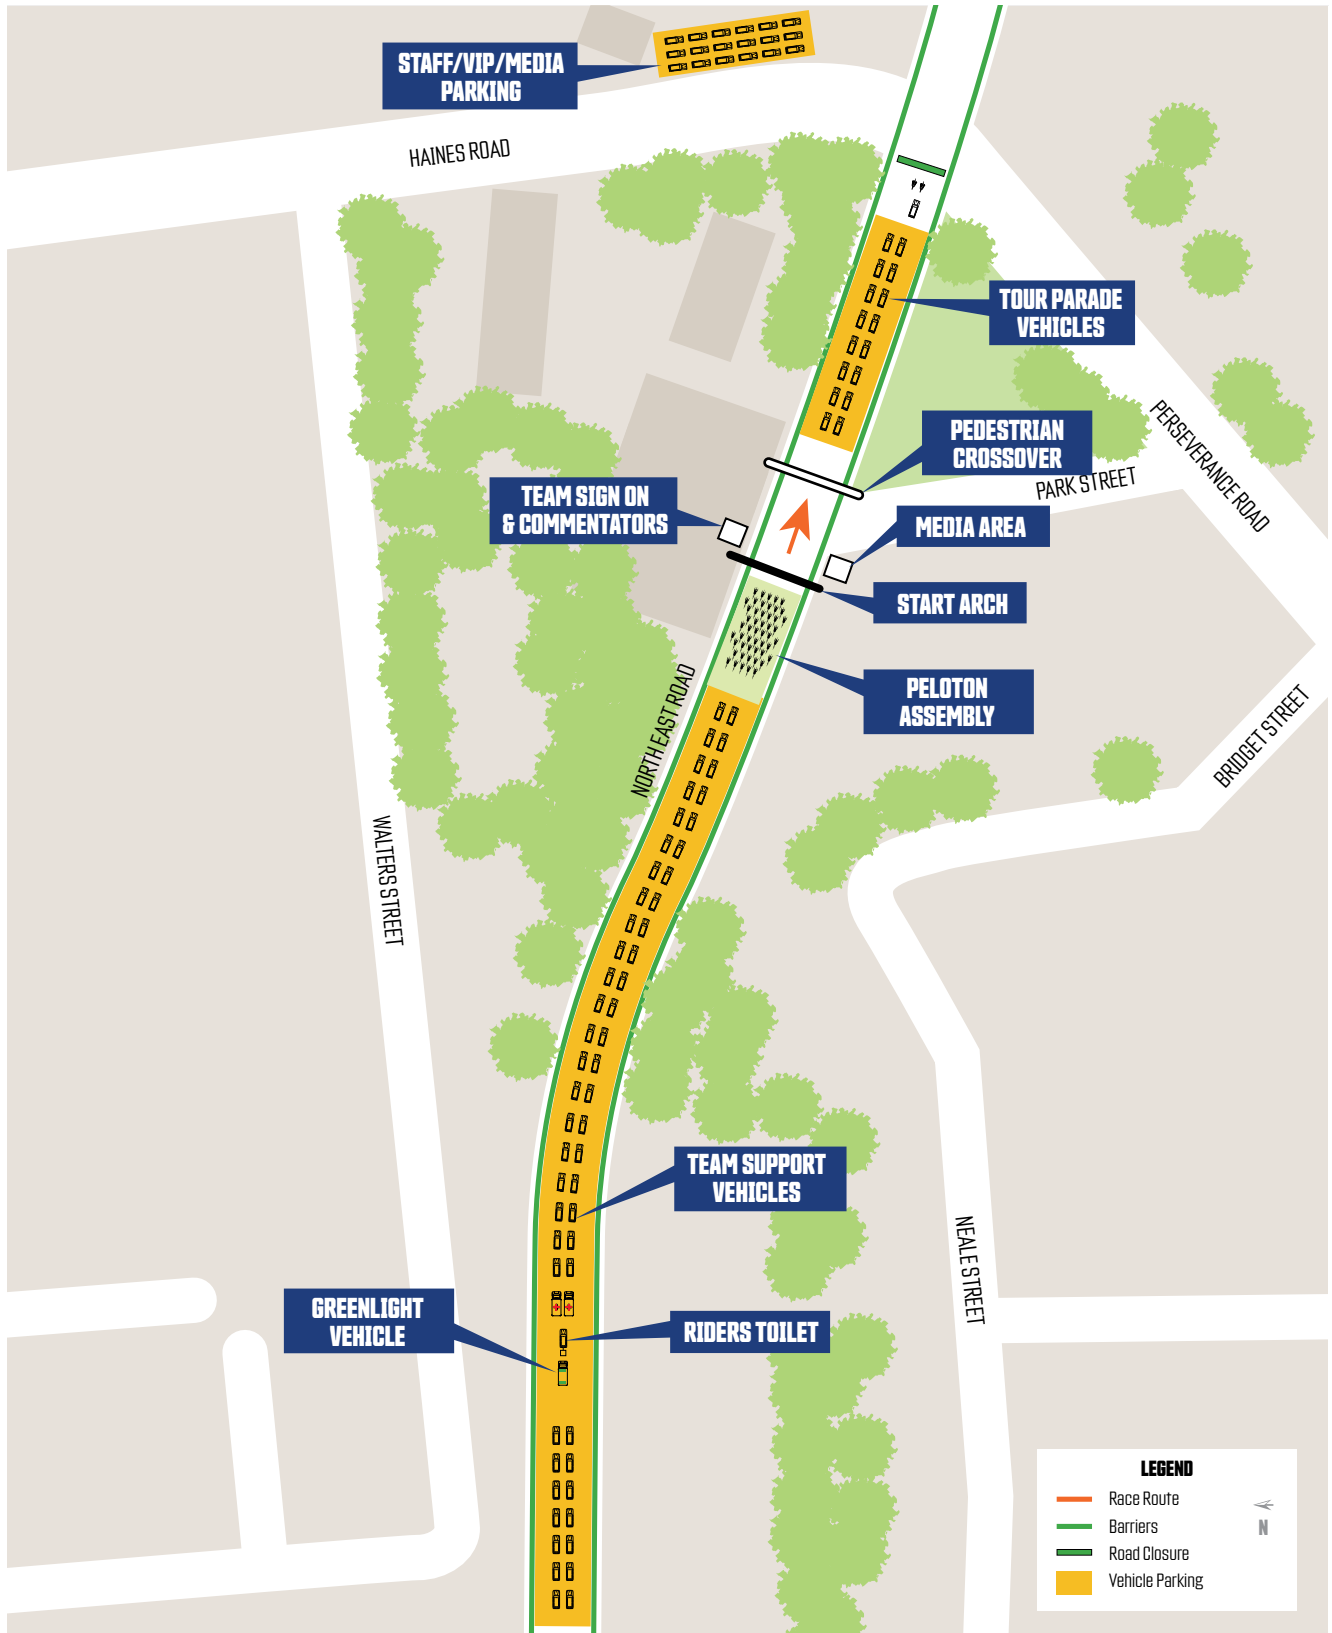 STAFF/VIP/MEDIA
PARKING
HAINES ROAD
TOUR PARADE
VEHICLES
PEDESTRIAN
CROSSOVER
PERSEVERANCE ROAD
PARK STREET
TEAM SIGN ON
& COMMENTATORS
MEDIA AREA
START ARCH
PELOTON
ASSEMBLY
NORTH EAST ROAD
BRIDGET STREET
WALTERS STREET
TEAM SUPPORT
VEHICLES
NEALE STREET
GREENLIGHT
VEHICLE
RIDERS TOILET
LEGEND
Race Route
Barriers
N
Road Closure
Vehicle Parking